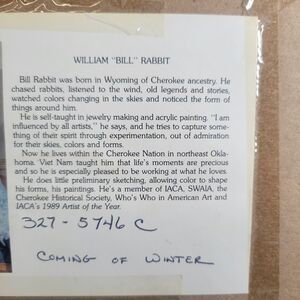 WILLIAM "BILL" RABBIT
Bill Rabbit was born in Wyoming of Cherokee ancestry. He
chased rabbits, listened to the wind, old legends and stories,
watched colors changing in the skies and noticed the form of
things around him.
He is self-taught in jewelry making and acrylic painting. "I am
influenced by all artists," he says, and he tries to capture some-
thing of their spirit through experimentation, out of admiration
for their skies, colors and forms.
Now he lives within the Cherokee Nation in northeast Okla-
homa. Viet Nam taught him that life's moments are precious
and so he is especially pleased to be working at what he loves.
He does little preliminary sketching, allowing color to shape
his forms, his paintings. He's a member of IACA, SWAIA, the
Cherokee Historical Society, Who's Who in American Art and
IACA's 1989 Artist of the Year.
327-5746 C
COMING OF WINTER